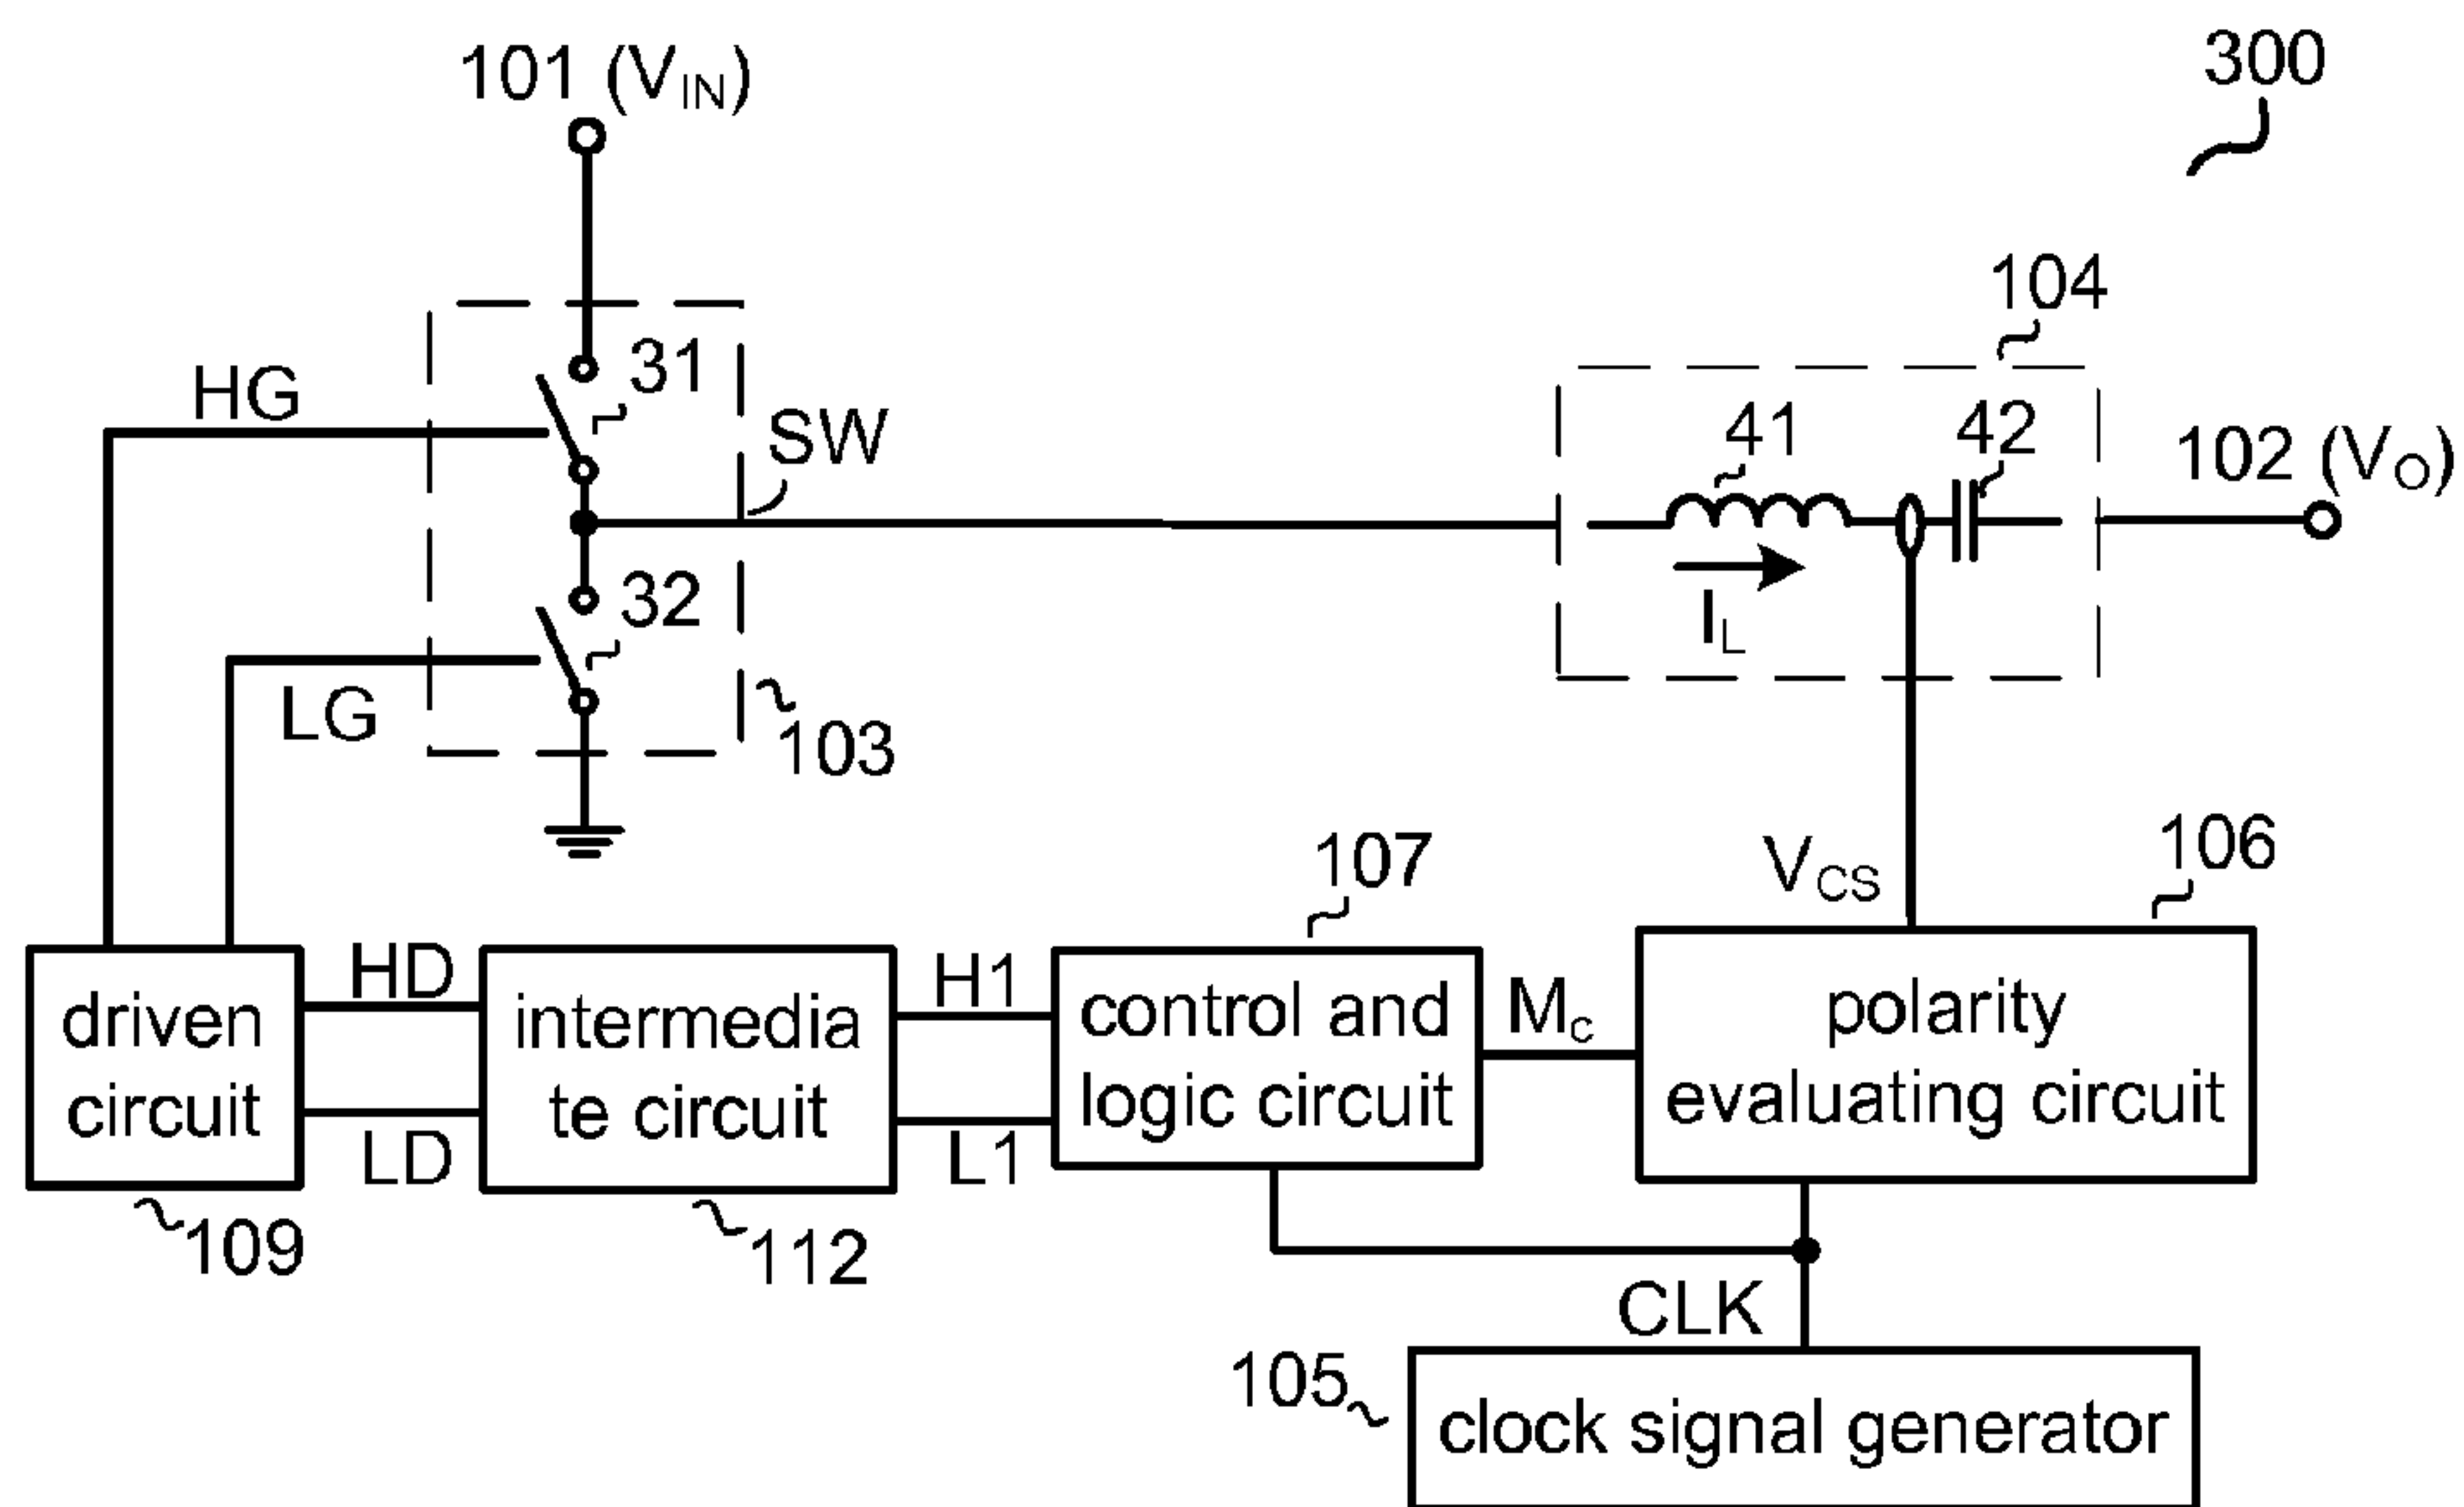 101 (VIN)
300
104
31
HG
SW
41
42
102 (VO)
32
IL
LG
103
107
VCS
106
HD
H1
driven
circuit
intermedia
te circuit
control and
logic circuit
Mc
polarity
evaluating circuit
LD
L1
109
112
CLK
105
clock signal generator